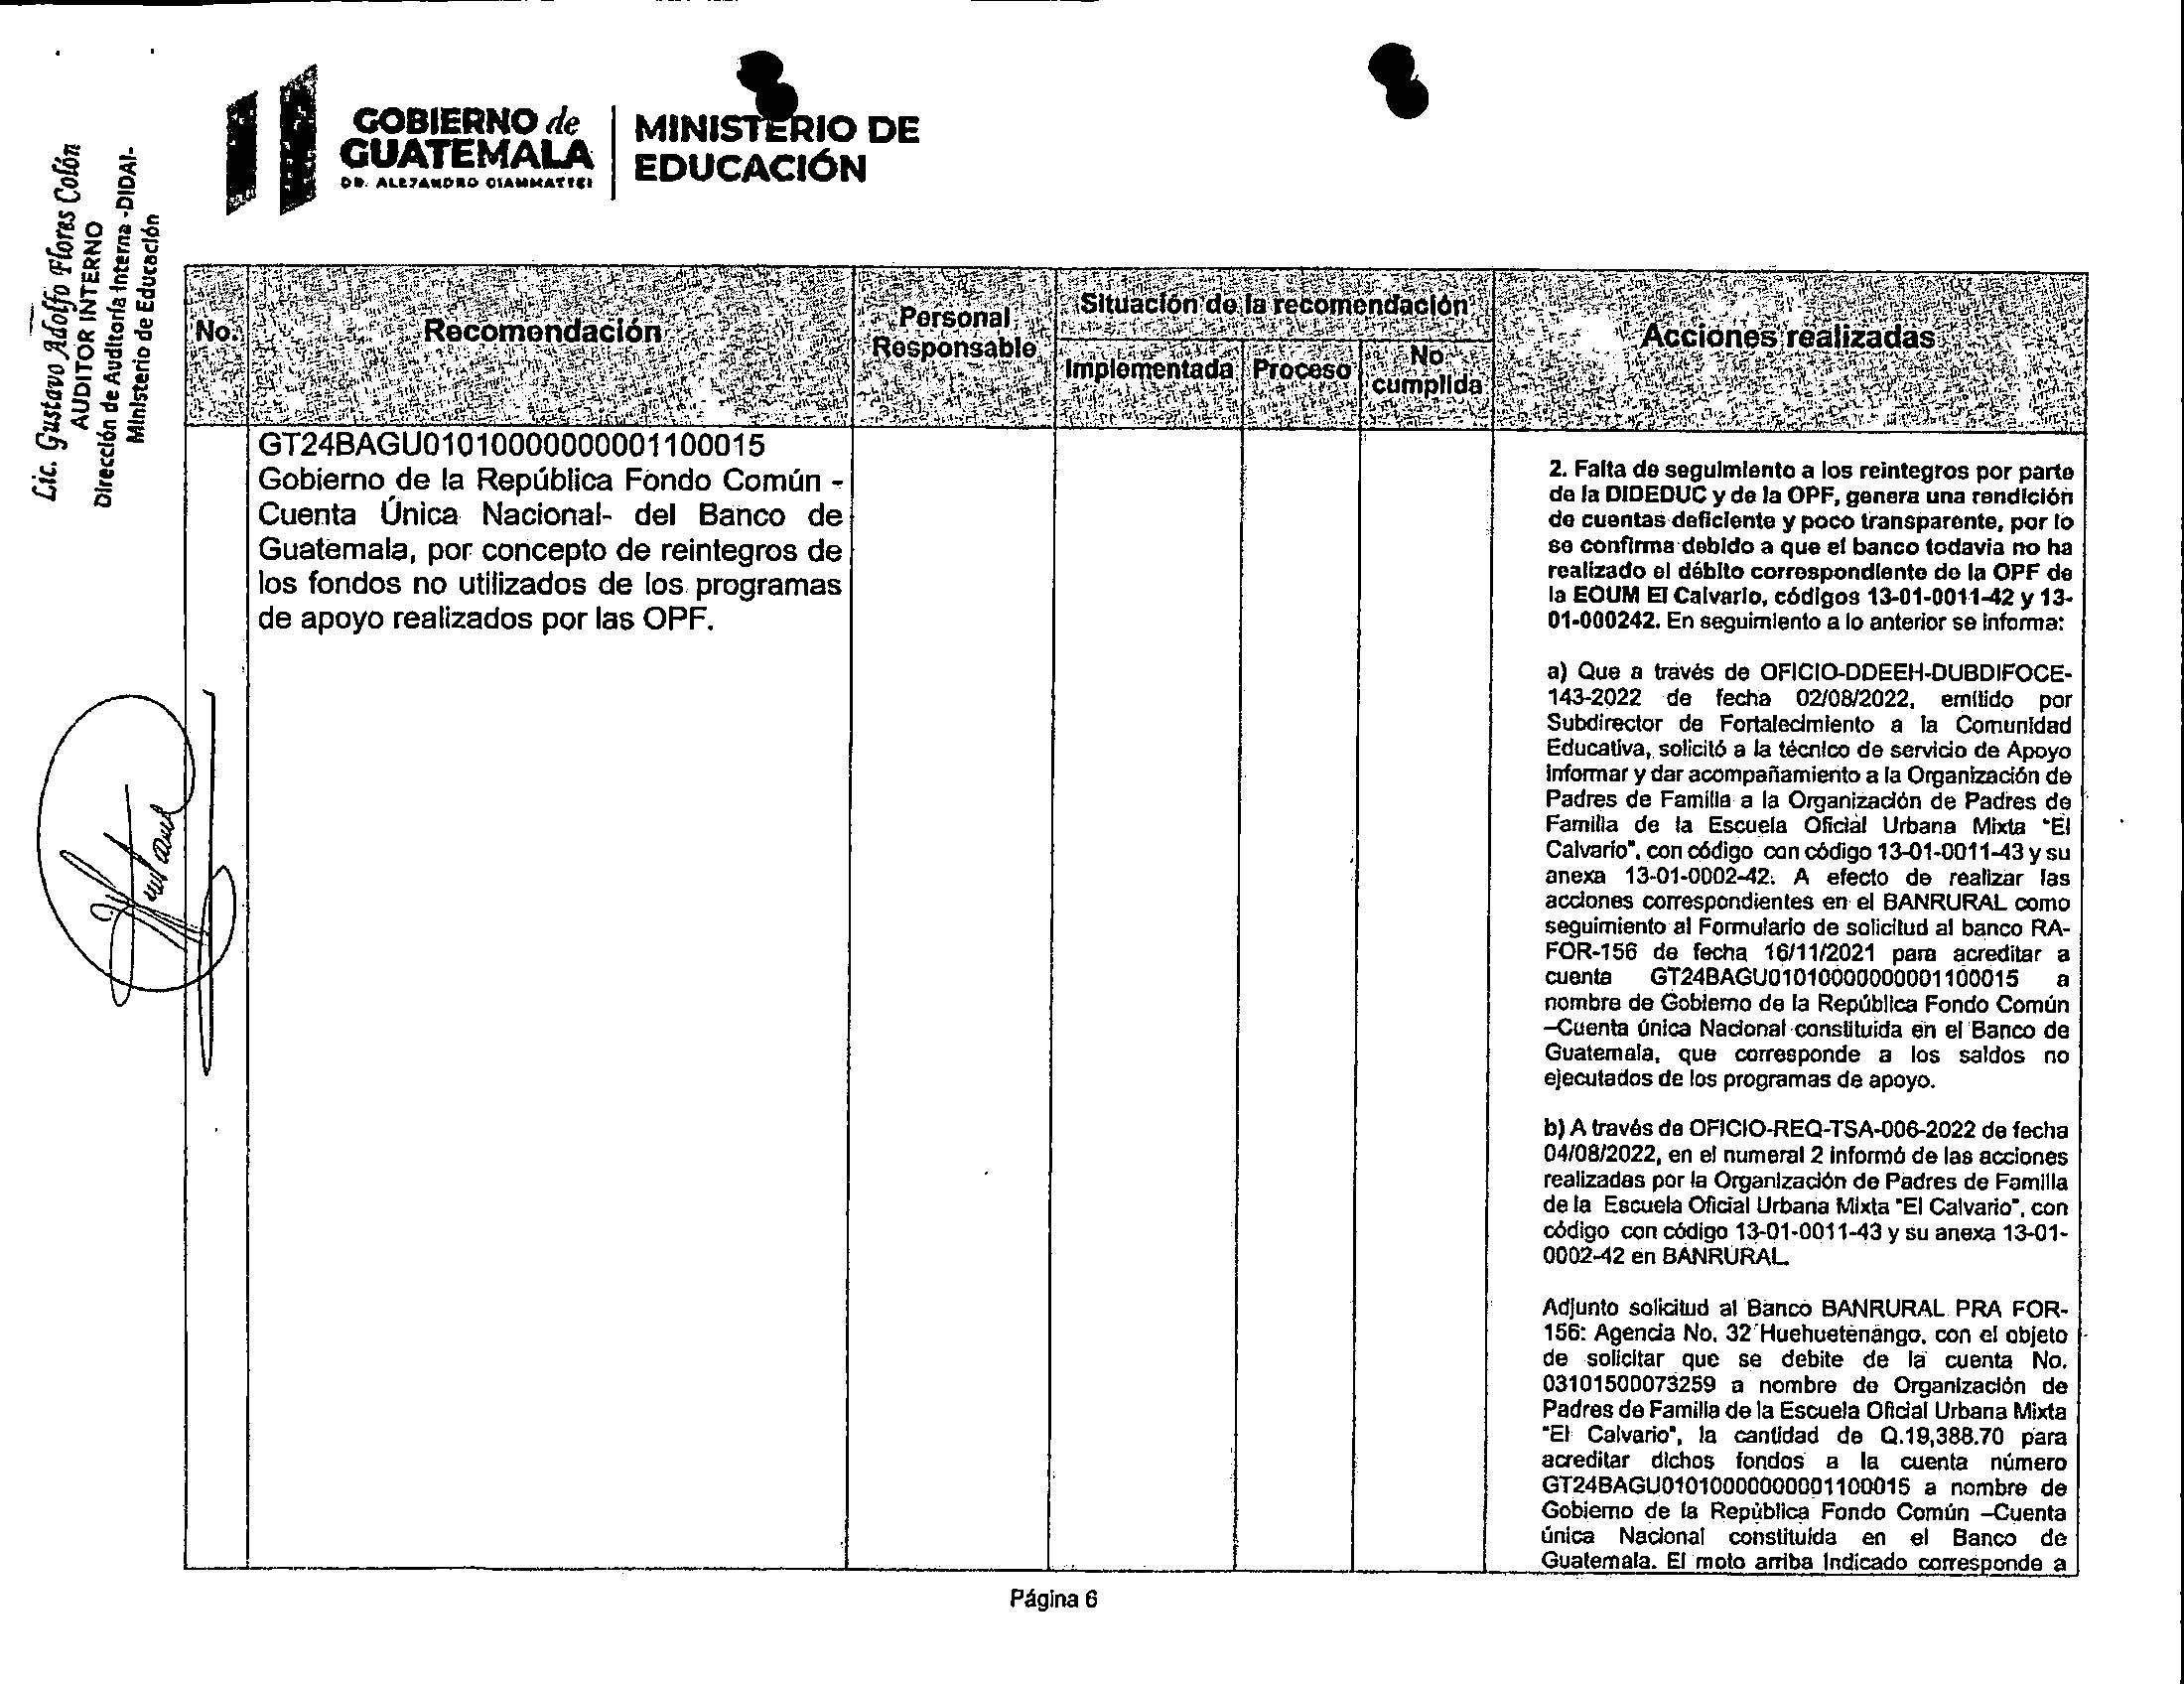 GOBIERNO de
GUATEMALA
DR. ALEJANDRO GIAMMATTEI
MINISTERIO DE
EDUCACIÓN
Lic. Gustavo Adolfo Flores Colón
AUDITOR INTERNO
Dirección de Auditoría Interna -DIDAI-
Ministerio de Educación
No.
Recomendación
Personal
Responsable
Situación de la recomendación
Implementada
Proceso
No
cumplida
Acciones realizadas
GT24BAGU01010000000001100015
Gobierno de la República Fondo Común -
Cuenta Única Nacional- del Banco de
Guatemala, por concepto de reintegros de
los fondos no utilizados de los programas
de apoyo realizados por las OPF.
2. Falta de seguimiento a los reintegros por parte
de la DIDEDUC y de la OPF, genera una rendición
de cuentas deficiente y poco transparente, por lo
se confirma debido a que el banco todavia no ha
realizado el débito correspondiente de la OPF de
la EOUM El Calvario, códigos 13-01-0011-42 y 13-
01-000242. En seguimiento a lo anterior se informa:
a) Que a través de OFICIO-DDEEH-DUBDIFOCE-
143-2022 de fecha 02/08/2022, emitido por
Subdirector de Fortalecimiento a la Comunidad
Educativa, solicitó a la técnico de servicio de Apoyo
informar y dar acompañamiento a la Organización de
Padres de Familia a la Organización de Padres de
Familia de la Escuela Oficial Urbana Mixta "El
Calvario", con código con código 13-01-0011-43 y su
anexa 13-01-0002-42. A efecto de realizar las
acciones correspondientes en el BANRURAL como
seguimiento al Formulario de solicitud al banco RA-
FOR-156 de fecha 16/11/2021 para acreditar a
cuenta GT24BAGU01010000000001100015 a
nombre de Gobierno de la República Fondo Común
–Cuenta única Nacional constituida en el Banco de
Guatemala, que corresponde a los saldos no
ejecutados de los programas de apoyo.
b) A través de OFICIO-REQ-TSA-006-2022 de fecha
04/08/2022, en el numeral 2 informó de las acciones
realizadas por la Organización de Padres de Familia
de la Escuela Oficial Urbana Mixta "El Calvario", con
código con código 13-01-0011-43 y su anexa 13-01-
0002-42 en BANRURAL.
Adjunto solicitud al Banco BANRURAL PRA FOR-
156: Agencia No. 32 Huehuetenango, con el objeto
de solicitar que se debite de la cuenta No.
03101500073259 a nombre de Organización de
Padres de Familia de la Escuela Oficial Urbana Mixta
"El Calvario", la cantidad de Q.19,388.70 para
acreditar dichos fondos a la cuenta número
GT24BAGU01010000000001100015 a nombre de
Gobierno de la República Fondo Común –Cuenta
única Nacional constituida en el Banco de
Guatemala. El moto arriba indicado corresponde a
Página 6